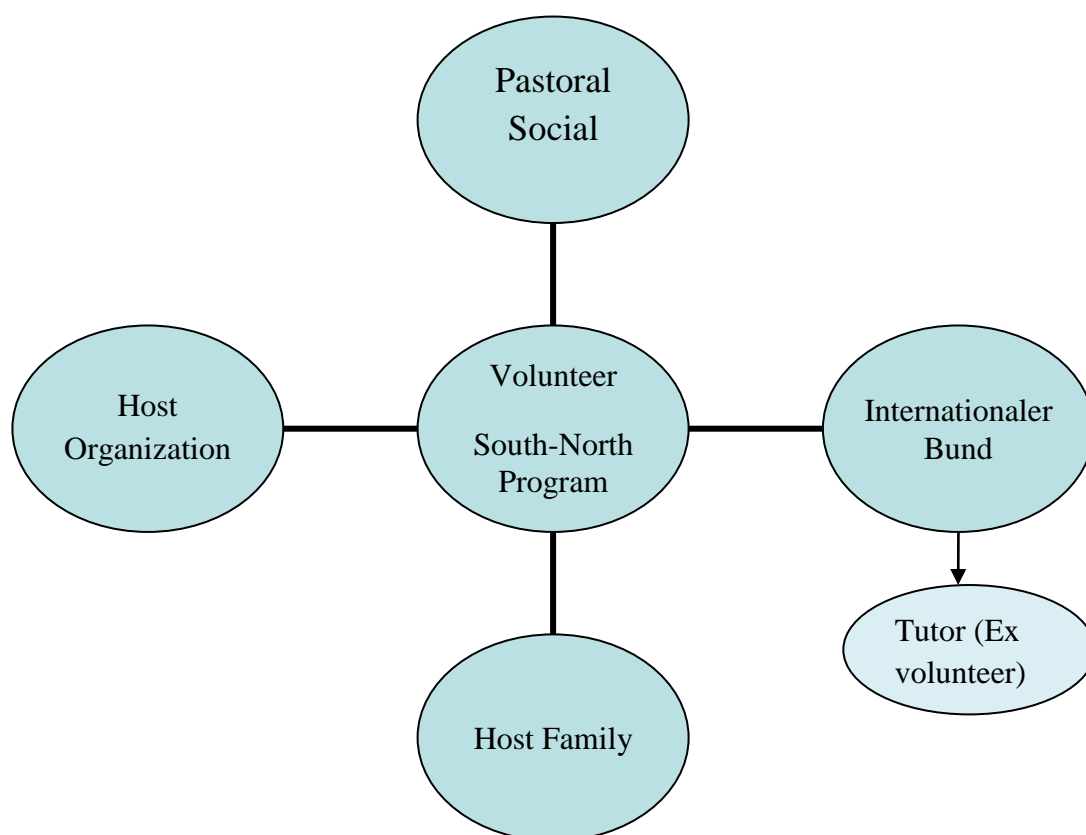 Pastoral
Social
Host
Organization
Volunteer
South-North
Program
Internationaler
Bund
Tutor (Ex
volunteer)
Host Family